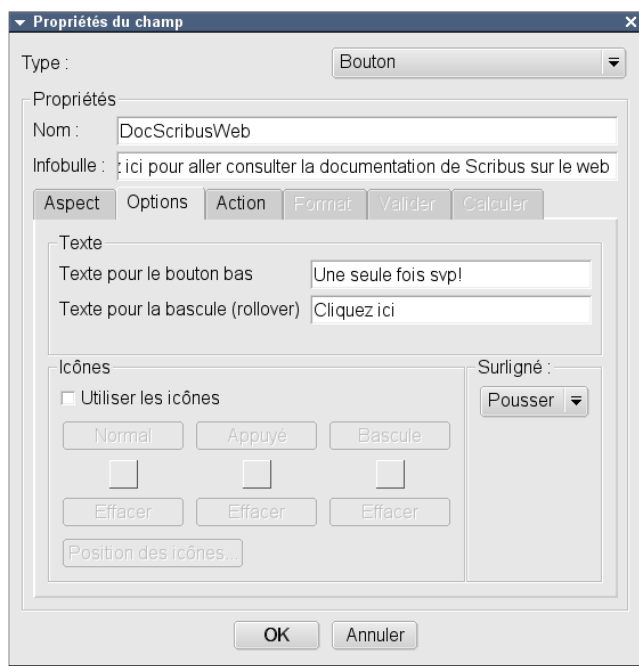 Propriétés du champ
Type : Bouton
Propriétés
Nom : DocScribusWeb
Infobulle : ici pour aller consulter la documentation de Scribus sur le web
Aspect Options Action Format Valider Calculer
Texte
Texte pour le bouton bas Une seule fois svp!
Texte pour la bascule (rollover) Cliquez ici
Icônes Surligné :
Utiliser les icônes Pousser
Normal Appuyé Bascule
Effacer Effacer Effacer
Position des icônes...
OK Annuler